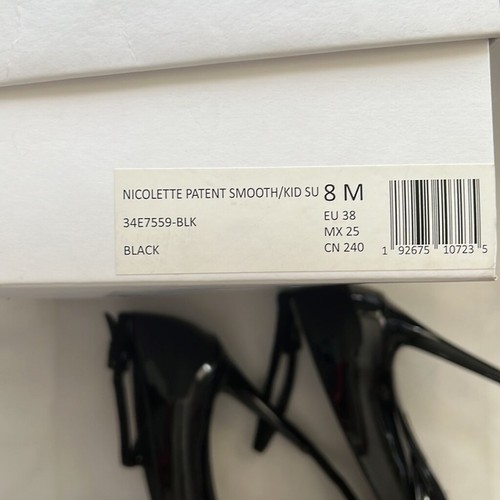 NICOLETTE PATENT SMOOTH/KID SU 8 M
34E7559-BLK EU 38
MX 25
BLACK CN 240
1 92675 10723 5